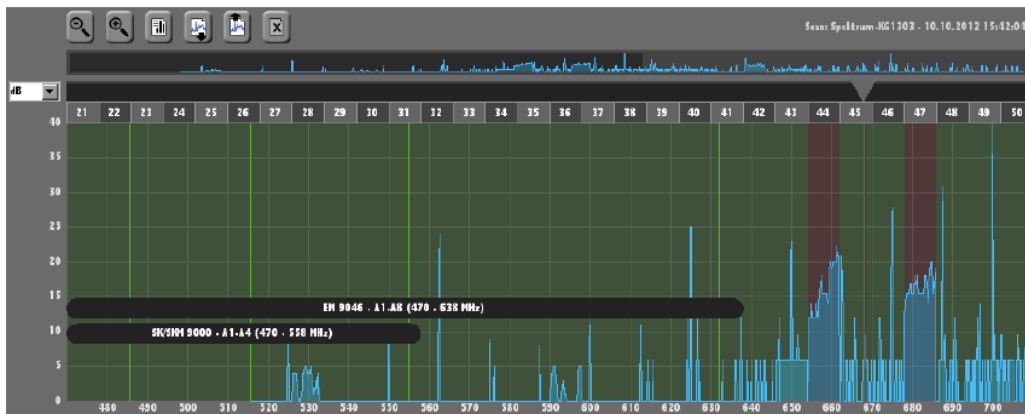 Scan: Spektrum-KG1303 - 10.10.2012 15:42:04
dB
21 22 23 24 25 26 27 28 29 30 31 32 33 34 35 36 37 38 39 40 41 42 43 44 45 46 47 48 49 50
40
35
30
25
20
15
EM 9046 - A1-A8 (470 - 638 MHz)
10
SK/SKM 9000 - A1-A4 (470 - 558 MHz)
5
0
480 490 500 510 520 530 540 550 560 570 580 590 600 610 620 630 640 650 660 670 680 690 700